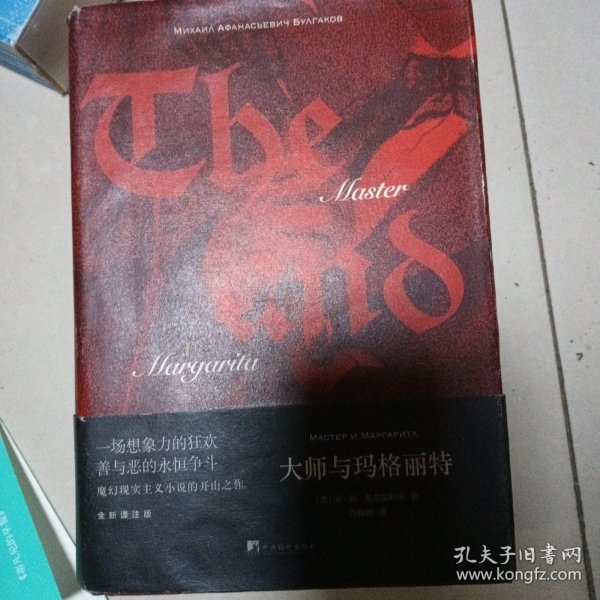 Михаил Афанасьевич Булгаков
The
Master
and
Margarita
一场想象力的狂欢
善与恶的永恒争斗
魔幻现实主义小说的开山之作
全新译注版
Мастер и Маргарита
大师与玛格丽特
著
译
孔夫子旧书网
www.kongfz.com